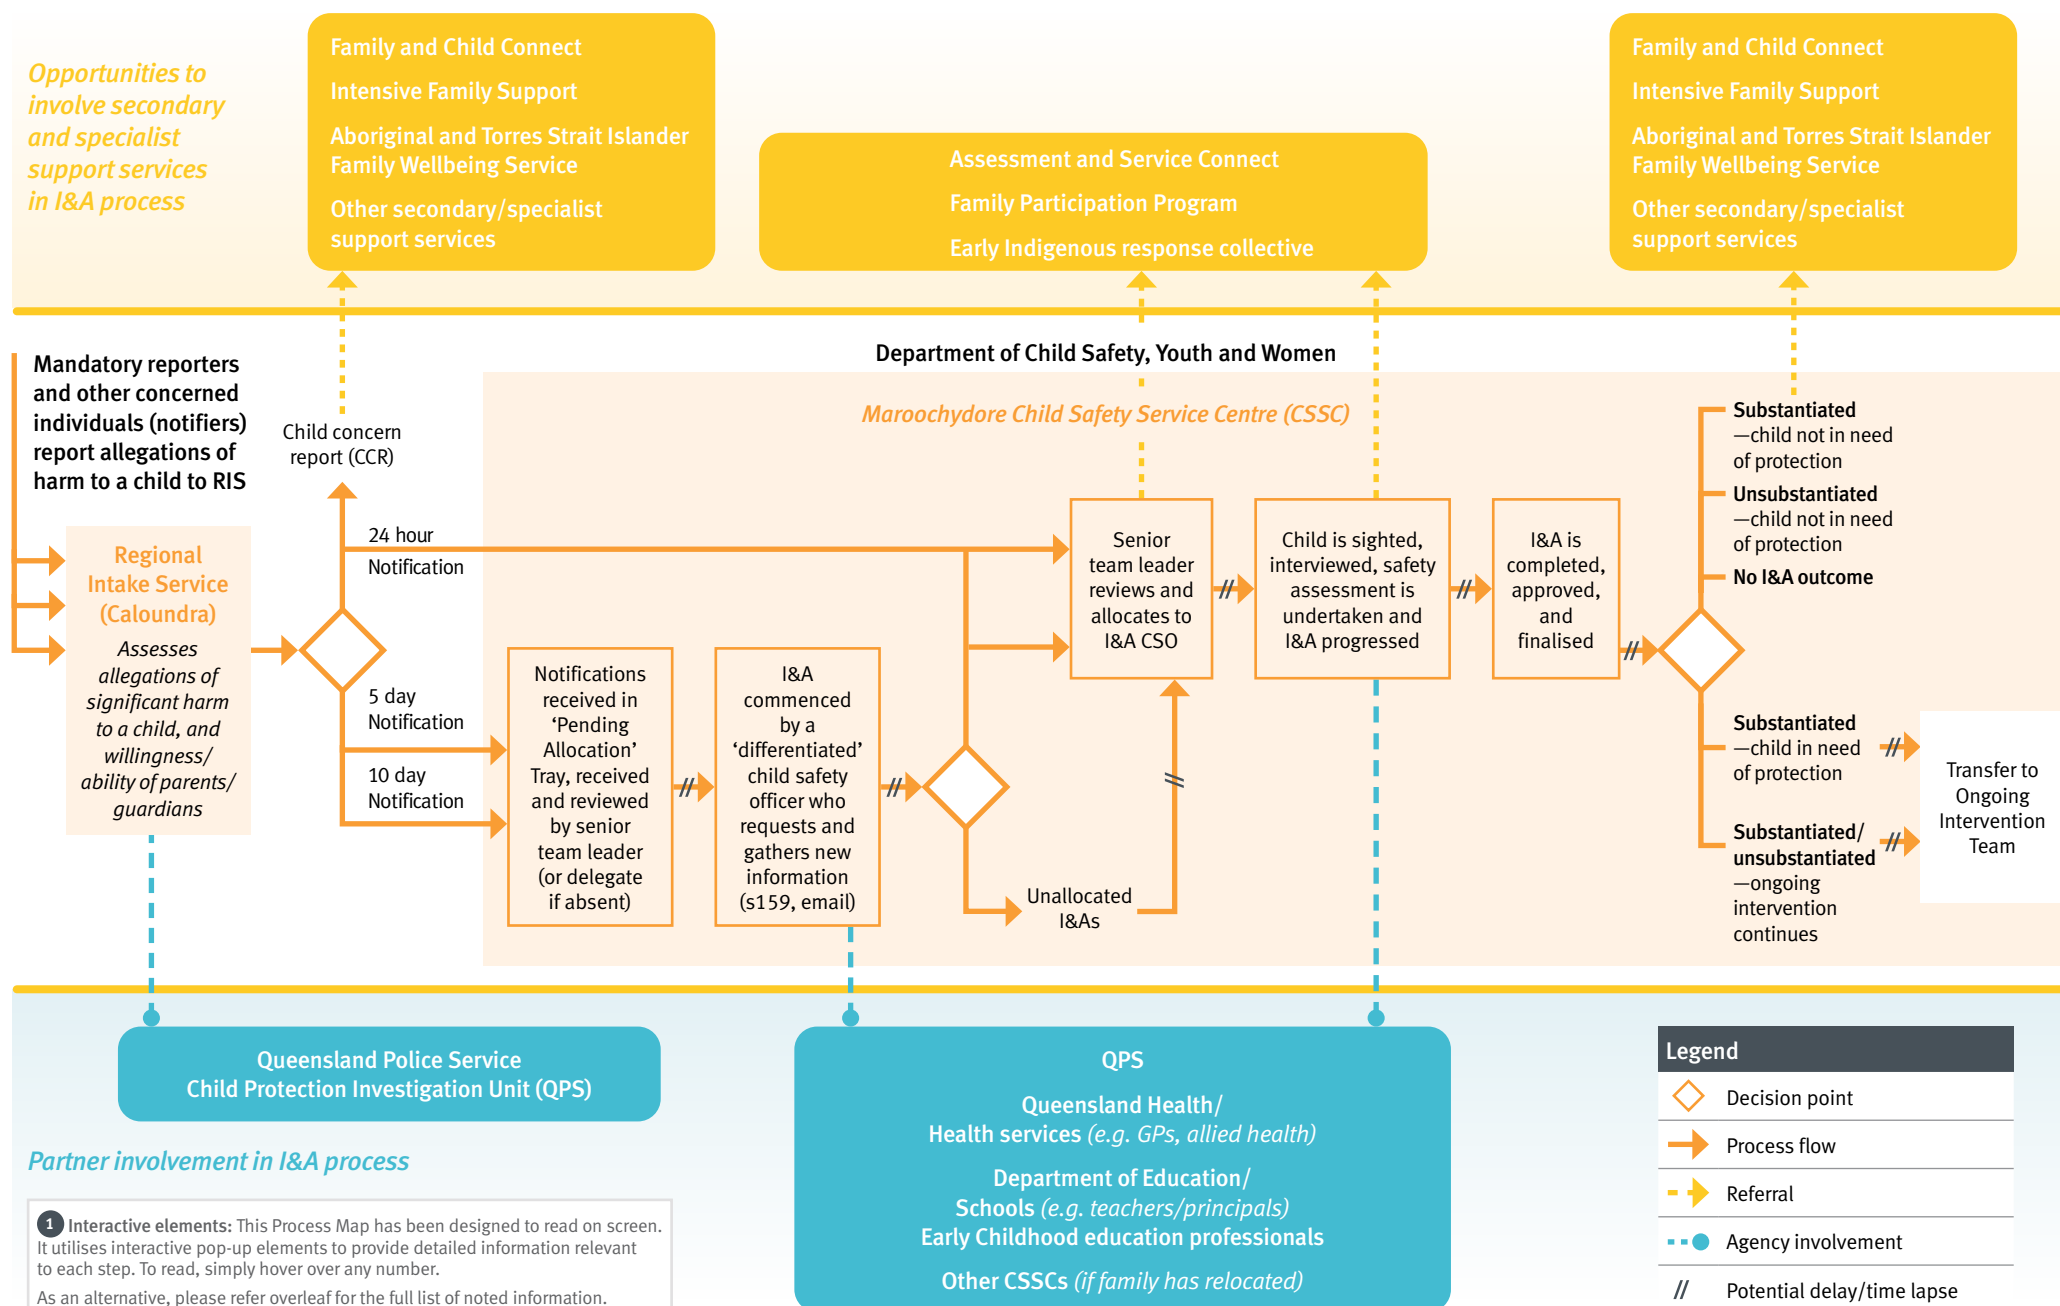 Opportunities to
involve secondary
and specialist
support services
in I&A process
Family and Child Connect
Intensive Family Support
Aboriginal and Torres Strait Islander
Family Wellbeing Service
Other secondary/specialist
support services
Assessment and Service Connect
Family Participation Program
Early Indigenous response collective
Family and Child Connect
Intensive Family Support
Aboriginal and Torres Strait Islander
Family Wellbeing Service
Other secondary/specialist
support services
Mandatory reporters
and other concerned
individuals (notifiers)
report allegations of
harm to a child to RIS
Department of Child Safety, Youth and Women
Maroochydore Child Safety Service Centre (CSSC)
Regional
Intake Service
(Caloundra)
Assesses
allegations of
significant harm
to a child, and
willingness/
ability of parents/
guardians
Child concern
report (CCR)
24 hour
Notification
5 day
Notification
10 day
Notification
Notifications
received in
‘Pending
Allocation’
Tray, received
and reviewed
by senior
team leader
(or delegate
if absent)
I&A
commenced
by a
‘differentiated’
child safety
officer who
requests and
gathers new
information
(s159, email)
Unallocated
I&As
Senior
team leader
reviews and
allocates to
I&A CSO
Child is sighted,
interviewed, safety
assessment is
undertaken and
I&A progressed
I&A is
completed,
approved,
and
finalised
Substantiated
—child not in need
of protection
Unsubstantiated
—child not in need
of protection
No I&A outcome
Substantiated
—child in need
of protection
Substantiated/
unsubstantiated
—ongoing
intervention
continues
Transfer to
Ongoing
Intervention
Team
Queensland Police Service
Child Protection Investigation Unit (QPS)
Partner involvement in I&A process
1 Interactive elements: This Process Map has been designed to read on screen.
It utilises interactive pop-up elements to provide detailed information relevant
to each step. To read, simply hover over any number.
As an alternative, please refer overleaf for the full list of noted information.
QPS
Queensland Health/
Health services (e.g. GPs, allied health)
Department of Education/
Schools (e.g. teachers/principals)
Early Childhood education professionals
Other CSSCs (if family has relocated)
Legend
Decision point
Process flow
Referral
Agency involvement
// Potential delay/time lapse